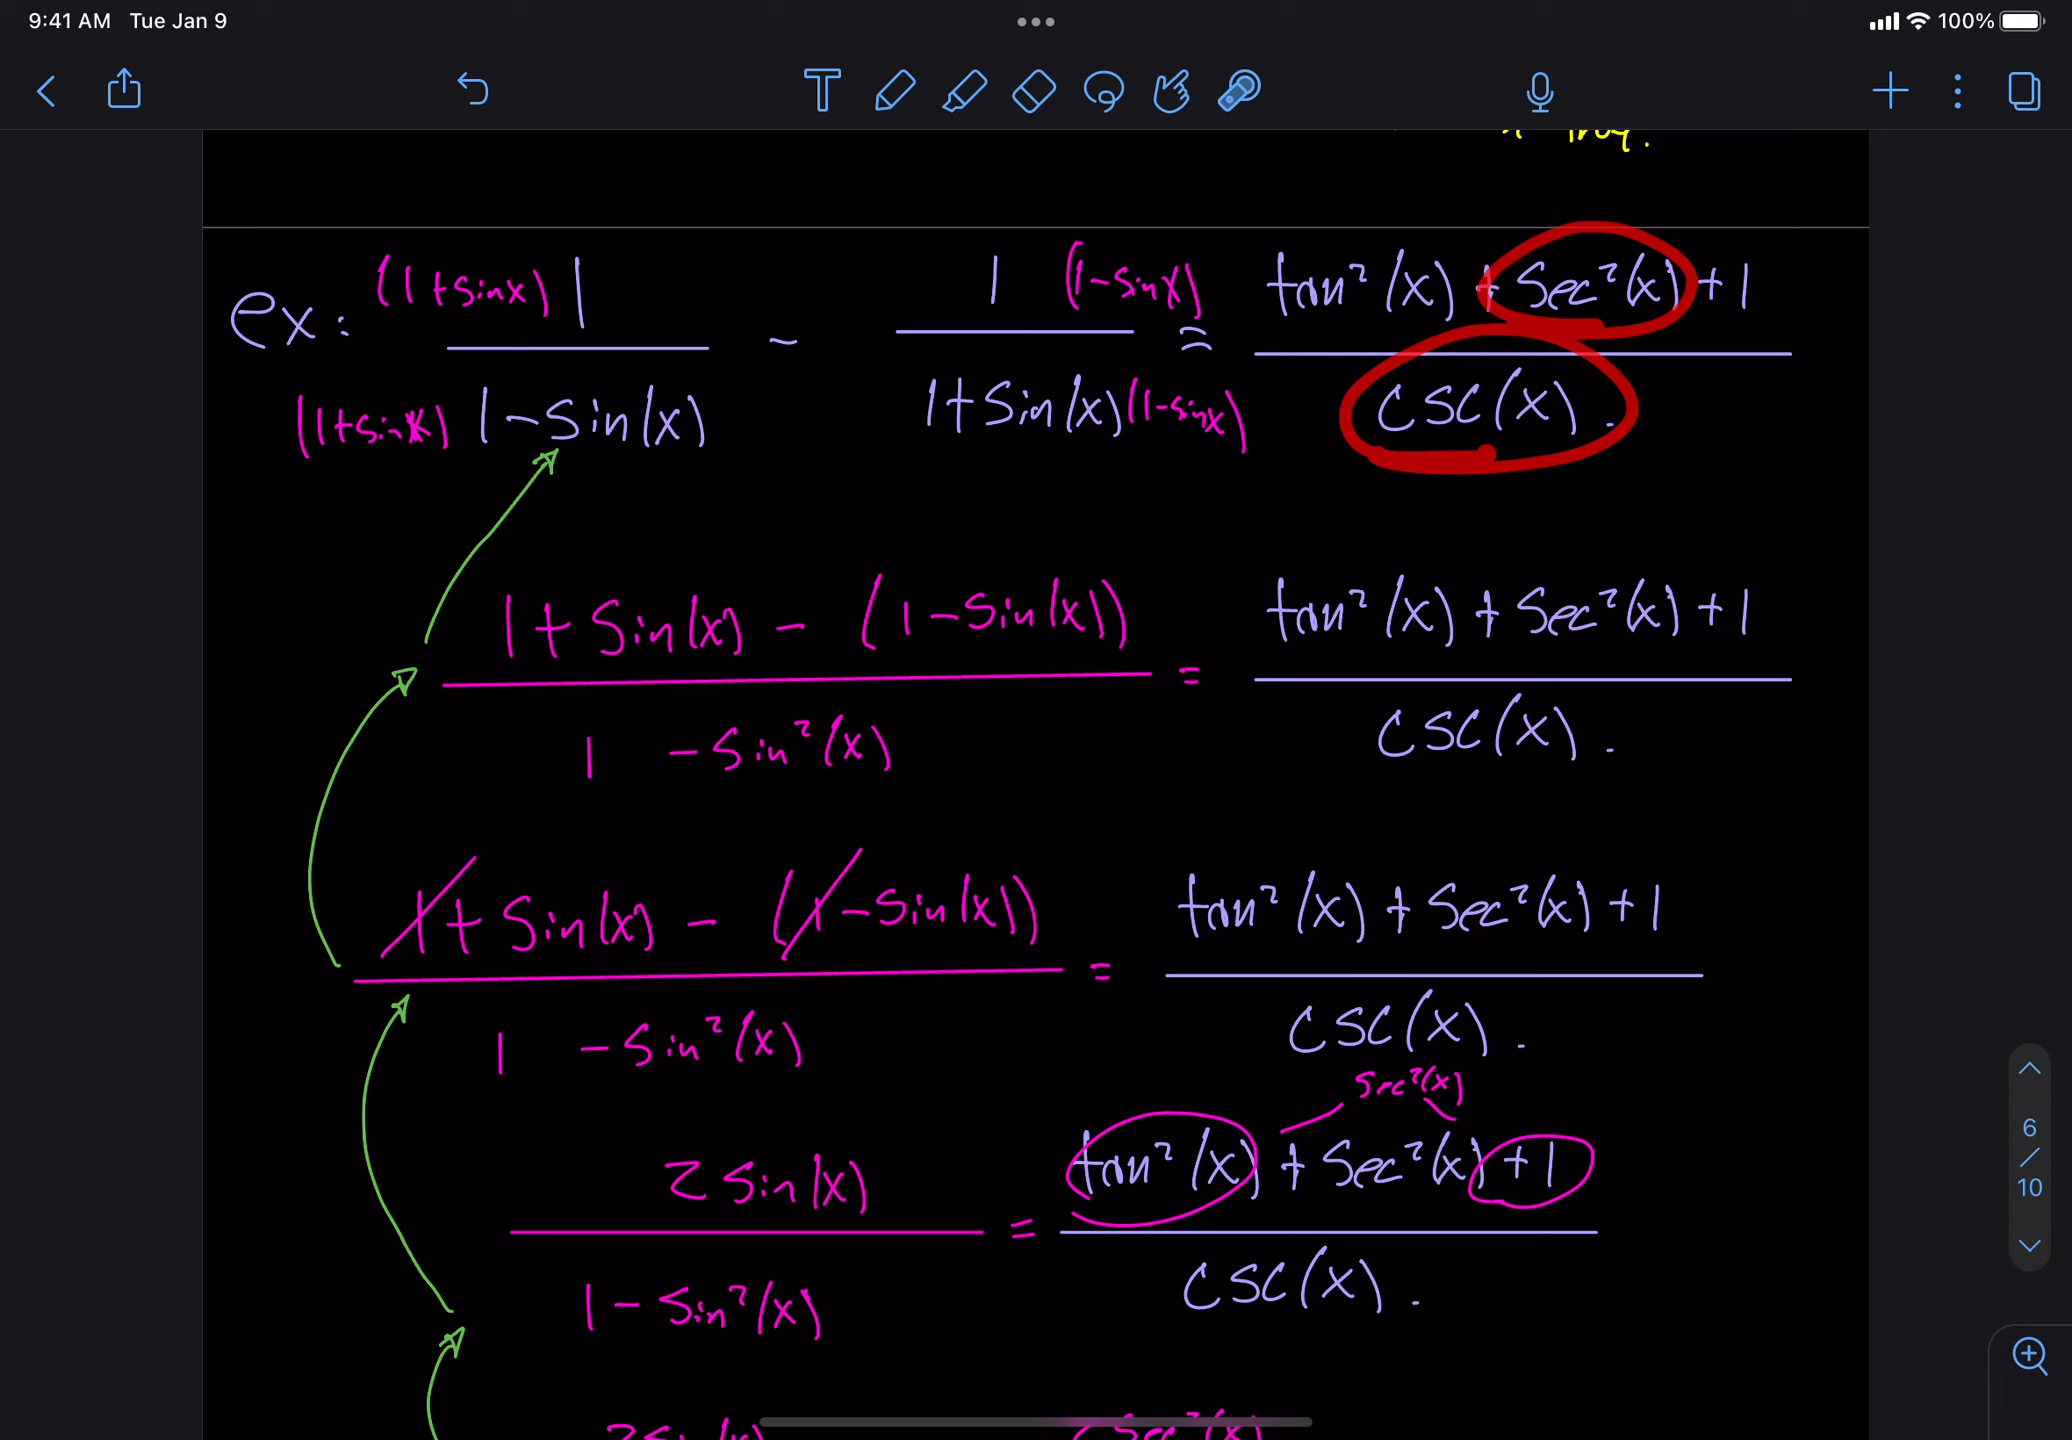 9:41 AM Tue Jan 9
100%
ex: (1+sinx) 1 / (1+sinx) 1-Sin(x) - 1 (1-sinx) / 1+Sin(x)(1-sinx) = tan²(x) + Sec²(x) +1 / CSC(x).
1+ Sin(x) - (1-Sin(x)) / 1 -Sin²(x) = tan²(x) + Sec²(x) +1 / CSC(x).
1+ Sin(x) - (1-Sin(x)) / 1 -Sin²(x) = tan²(x) + Sec²(x) +1 / CSC(x).
Sec²(x)
2 Sin(x) / 1 - Sin²(x) = tan²(x) + Sec²(x) +1 / CSC(x).
6
/
10